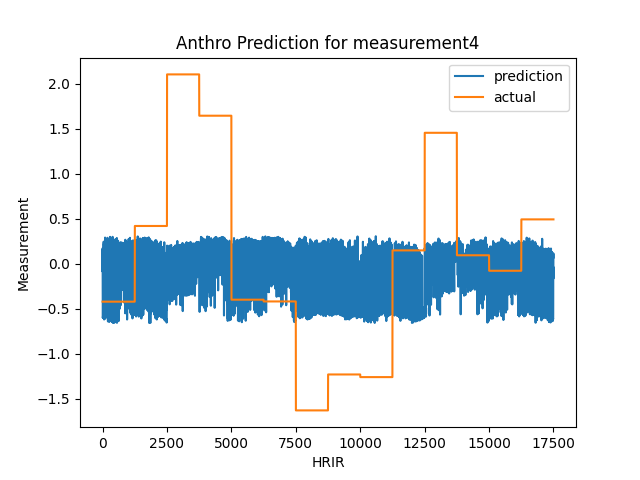 Anthro Prediction for measurement4
prediction
actual
2.0
1.5
1.0
0.5
0.0
−0.5
−1.0
−1.5
Measurement
0 2500 5000 7500 10000 12500 15000 17500
HRIR